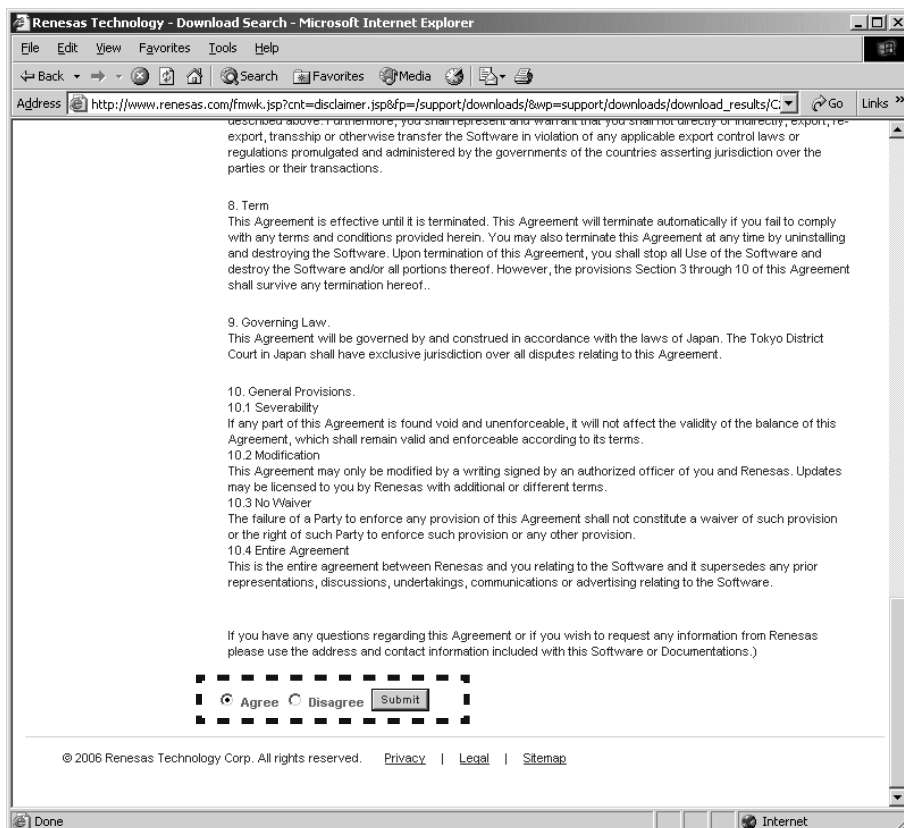 Renesas Technology - Download Search - Microsoft Internet Explorer
File Edit View Favorites Tools Help
Back Search Favorites Media
Address http://www.renesas.com/fmwk.jsp?cnt=disclaimer.jsp&fp=/support/downloads/&wp=support/downloads/download_results/C2 Go Links »
described above. Furthermore, you shall represent and warrant that you shall not directly or indirectly, export, re-
export, transship or otherwise transfer the Software in violation of any applicable export control laws or
regulations promulgated and administered by the governments of the countries asserting jurisdiction over the
parties or their transactions.
8. Term
This Agreement is effective until it is terminated. This Agreement will terminate automatically if you fail to comply
with any terms and conditions provided herein. You may also terminate this Agreement at any time by uninstalling
and destroying the Software. Upon termination of this Agreement, you shall stop all Use of the Software and
destroy the Software and/or all portions thereof. However, the provisions Section 3 through 10 of this Agreement
shall survive any termination hereof..
9. Governing Law.
This Agreement will be governed by and construed in accordance with the laws of Japan. The Tokyo District
Court in Japan shall have exclusive jurisdiction over all disputes relating to this Agreement.
10. General Provisions.
10.1 Severability
If any part of this Agreement is found void and unenforceable, it will not affect the validity of the balance of this
Agreement, which shall remain valid and enforceable according to its terms.
10.2 Modification
This Agreement may only be modified by a writing signed by an authorized officer of you and Renesas. Updates
may be licensed to you by Renesas with additional or different terms.
10.3 No Waiver
The failure of a Party to enforce any provision of this Agreement shall not constitute a waiver of such provision
or the right of such Party to enforce such provision or any other provision.
10.4 Entire Agreement
This is the entire agreement between Renesas and you relating to the Software and it supersedes any prior
representations, discussions, undertakings, communications or advertising relating to the Software.
If you have any questions regarding this Agreement or if you wish to request any information from Renesas
please use the address and contact information included with this Software or Documentations.)
Agree Disagree Submit
© 2006 Renesas Technology Corp. All rights reserved. Privacy | Legal | Sitemap
Done Internet